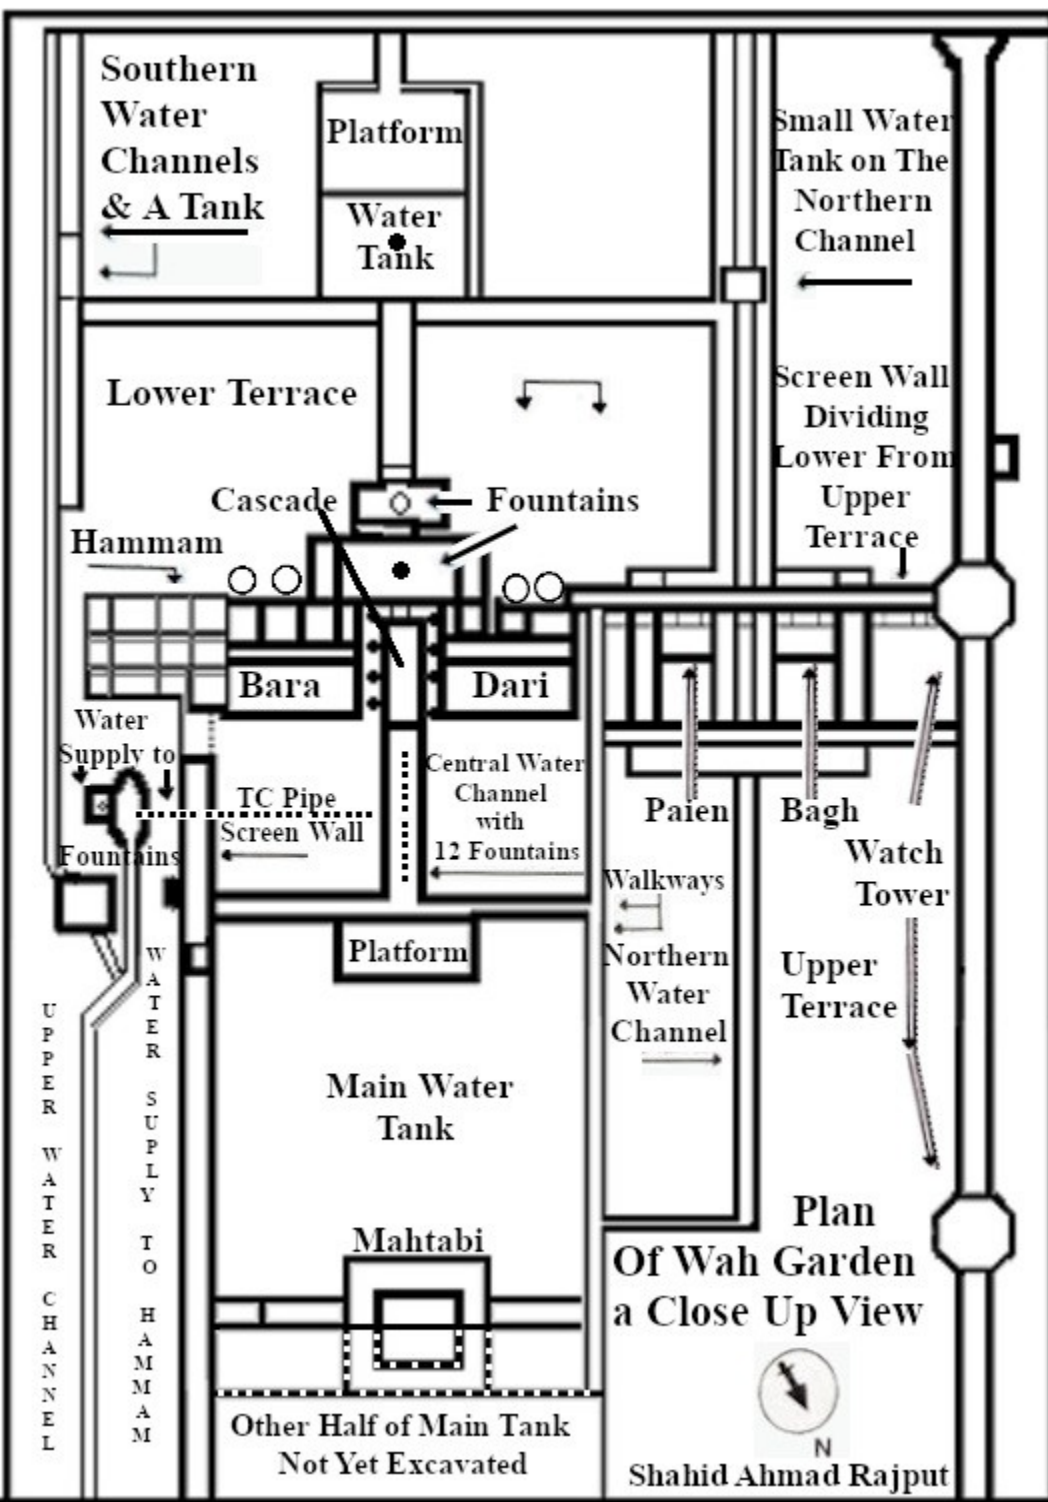 Southern
Water
Channels
& A Tank
Platform
Water
Tank
Small Water
Tank on The
Northern
Channel
Lower Terrace
Screen Wall
Dividing
Lower From
Upper
Terrace
Cascade
Fountains
Hammam
Bara
Dari
Water
Supply to
Fountains
TC Pipe
Screen Wall
Central Water
Channel
with
12 Fountains
Paien
Bagh
Watch
Tower
Walkways
Northern
Water
Channel
Upper
Terrace
Platform
UPPER WATER CHANNEL
WATER SUPPLY TO HAMMAM
Main Water
Tank
Mahtabi
Plan
Of Wah Garden
a Close Up View
N
Other Half of Main Tank
Not Yet Excavated
Shahid Ahmad Rajput